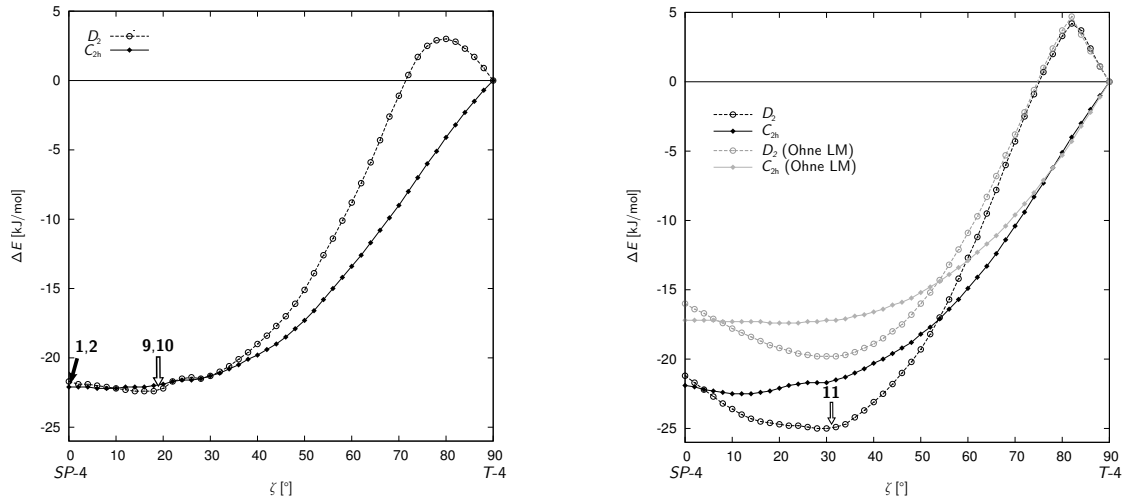 D2
C2h
5
0
-5
-10
-15
-20
-25
ΔE [kJ/mol]
1,2
9,10
0 10 20 30 40 50 60 70 80 90
SP-4 T-4
ζ [°]
5
0
-5
-10
-15
-20
-25
ΔE [kJ/mol]
D2
C2h
D2 (Ohne LM)
C2h (Ohne LM)
11
0 10 20 30 40 50 60 70 80 90
SP-4 T-4
ζ [°]